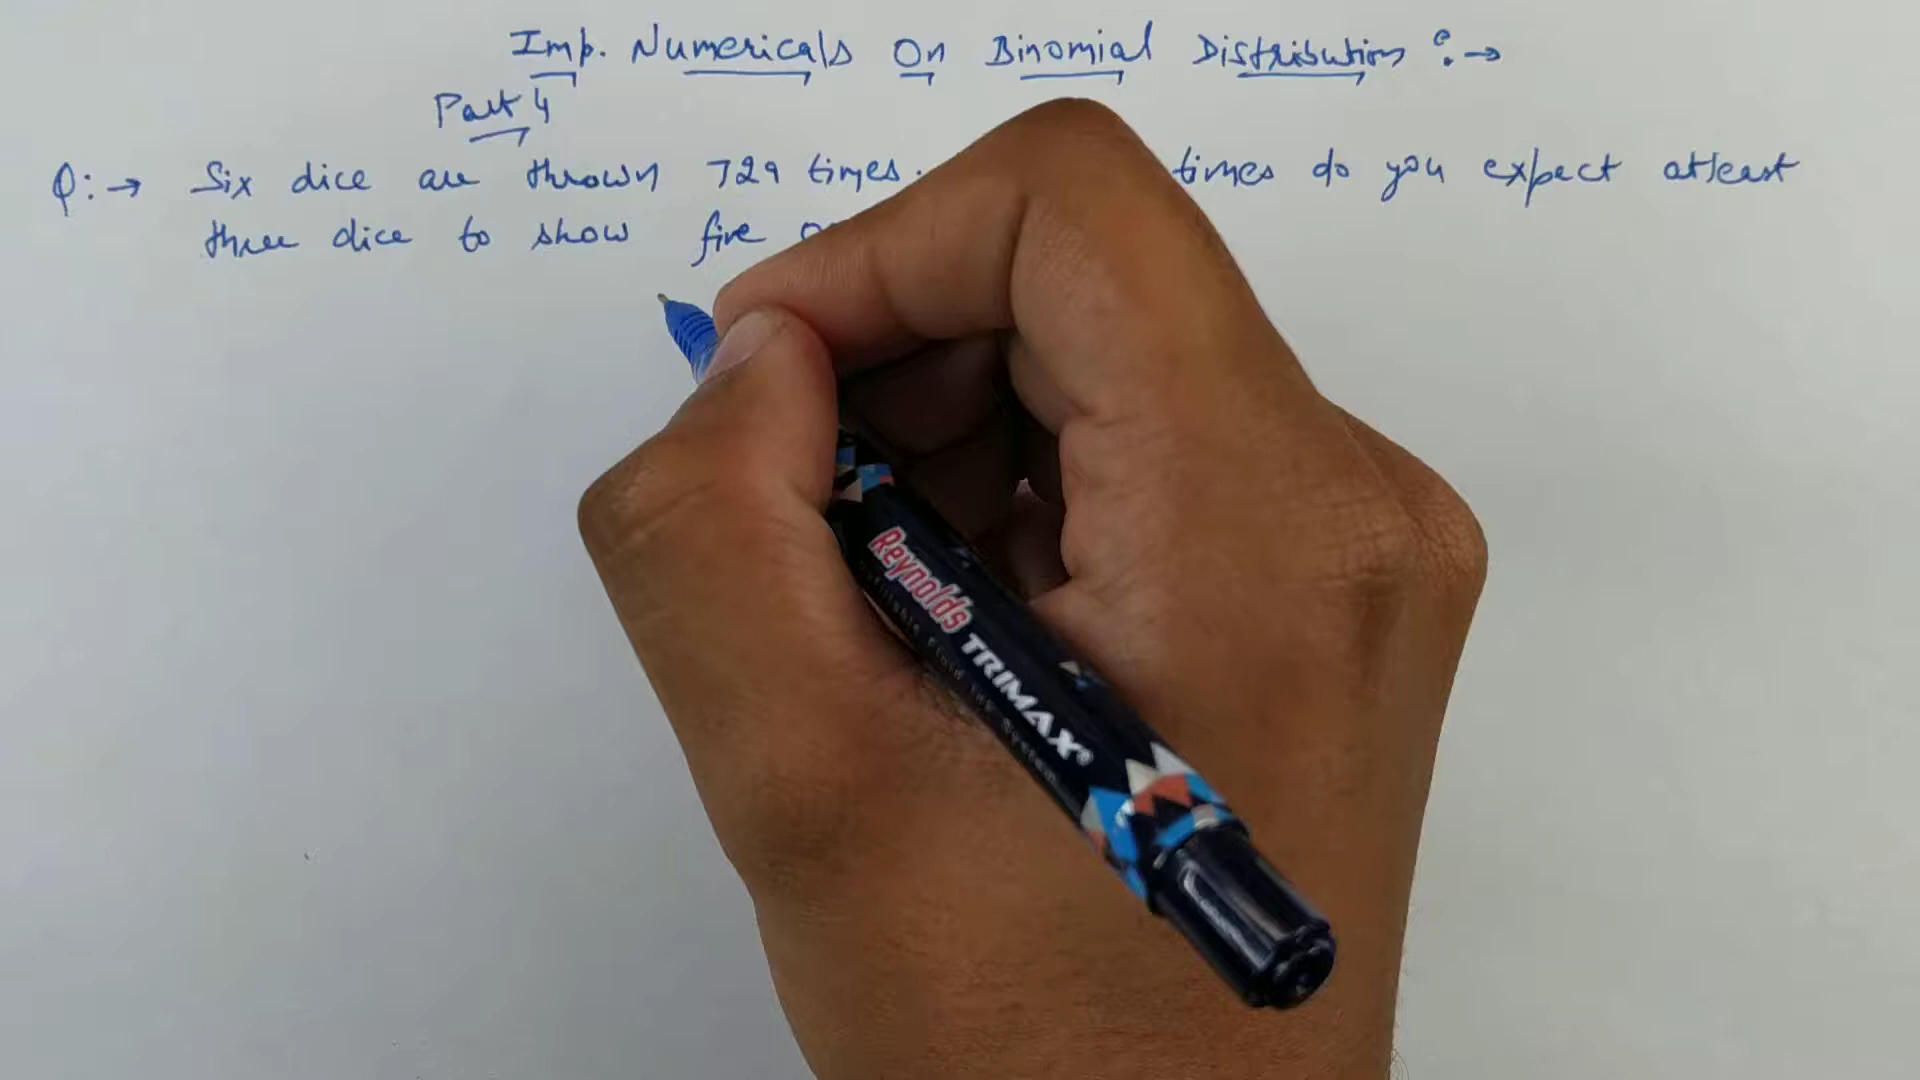 Imp. Numericals On Binomial Distribution :→
Part 4
Q:→ Six dice are thrown 729 times. times do you expect atleast
three dice to show five
Reynolds TRIMAX